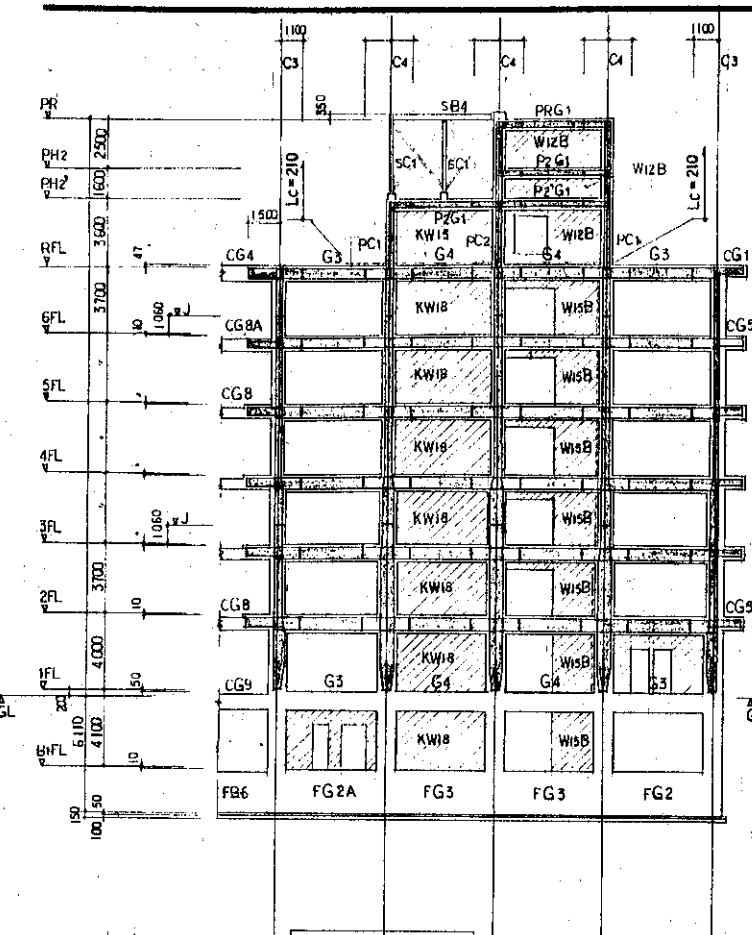 1100 1100
C3 C4 C4 C4 C3
PR 350 SB4 PRG1
2500 W12B
PH2 SC1 SC1 P2G1 W12B
PH2' 1600 Lc=210 P2'G1 Lc=210
3600 1500 P2G1
KW15 W12B
RFL 47 CG4 G3 PC1 G4 PC2 G4 PC1 G3 CG1
3700 KW18 W15B
6FL 10 1060 J CG8A CG5
KW18 W15B
5FL CG8
KW18 W15B
4FL
KW18 W15B
3FL 1060 J
3700 KW18 W15B
2FL 10 CG8 CG5
4000 KW18 W15B
1FL 50 CG9 G3 G4 G4 G3
GL 20
6110 4100 KW18 W15B
B1FL 10
FB6 FG2A FG3 FG3 FG2
150 50
100